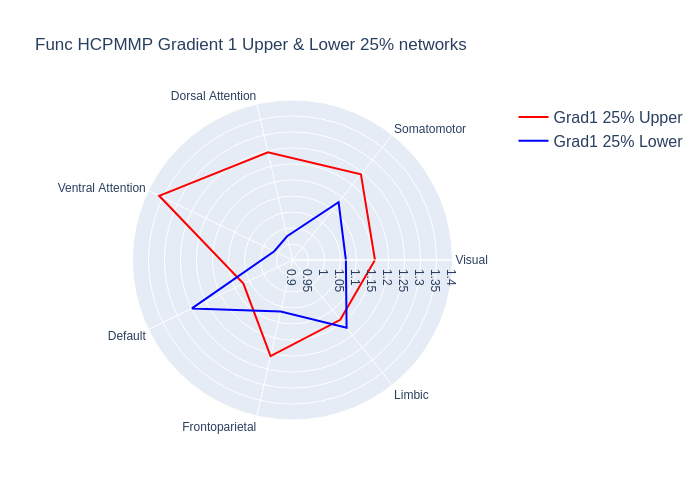 Func HCPMMP Gradient 1 Upper & Lower 25% networks
Grad1 25% Upper
Grad1 25% Lower
Dorsal Attention
Somatomotor
Ventral Attention
Visual
0.9
0.95
1
1.05
1.1
1.15
1.2
1.25
1.3
1.35
1.4
Default
Limbic
Frontoparietal